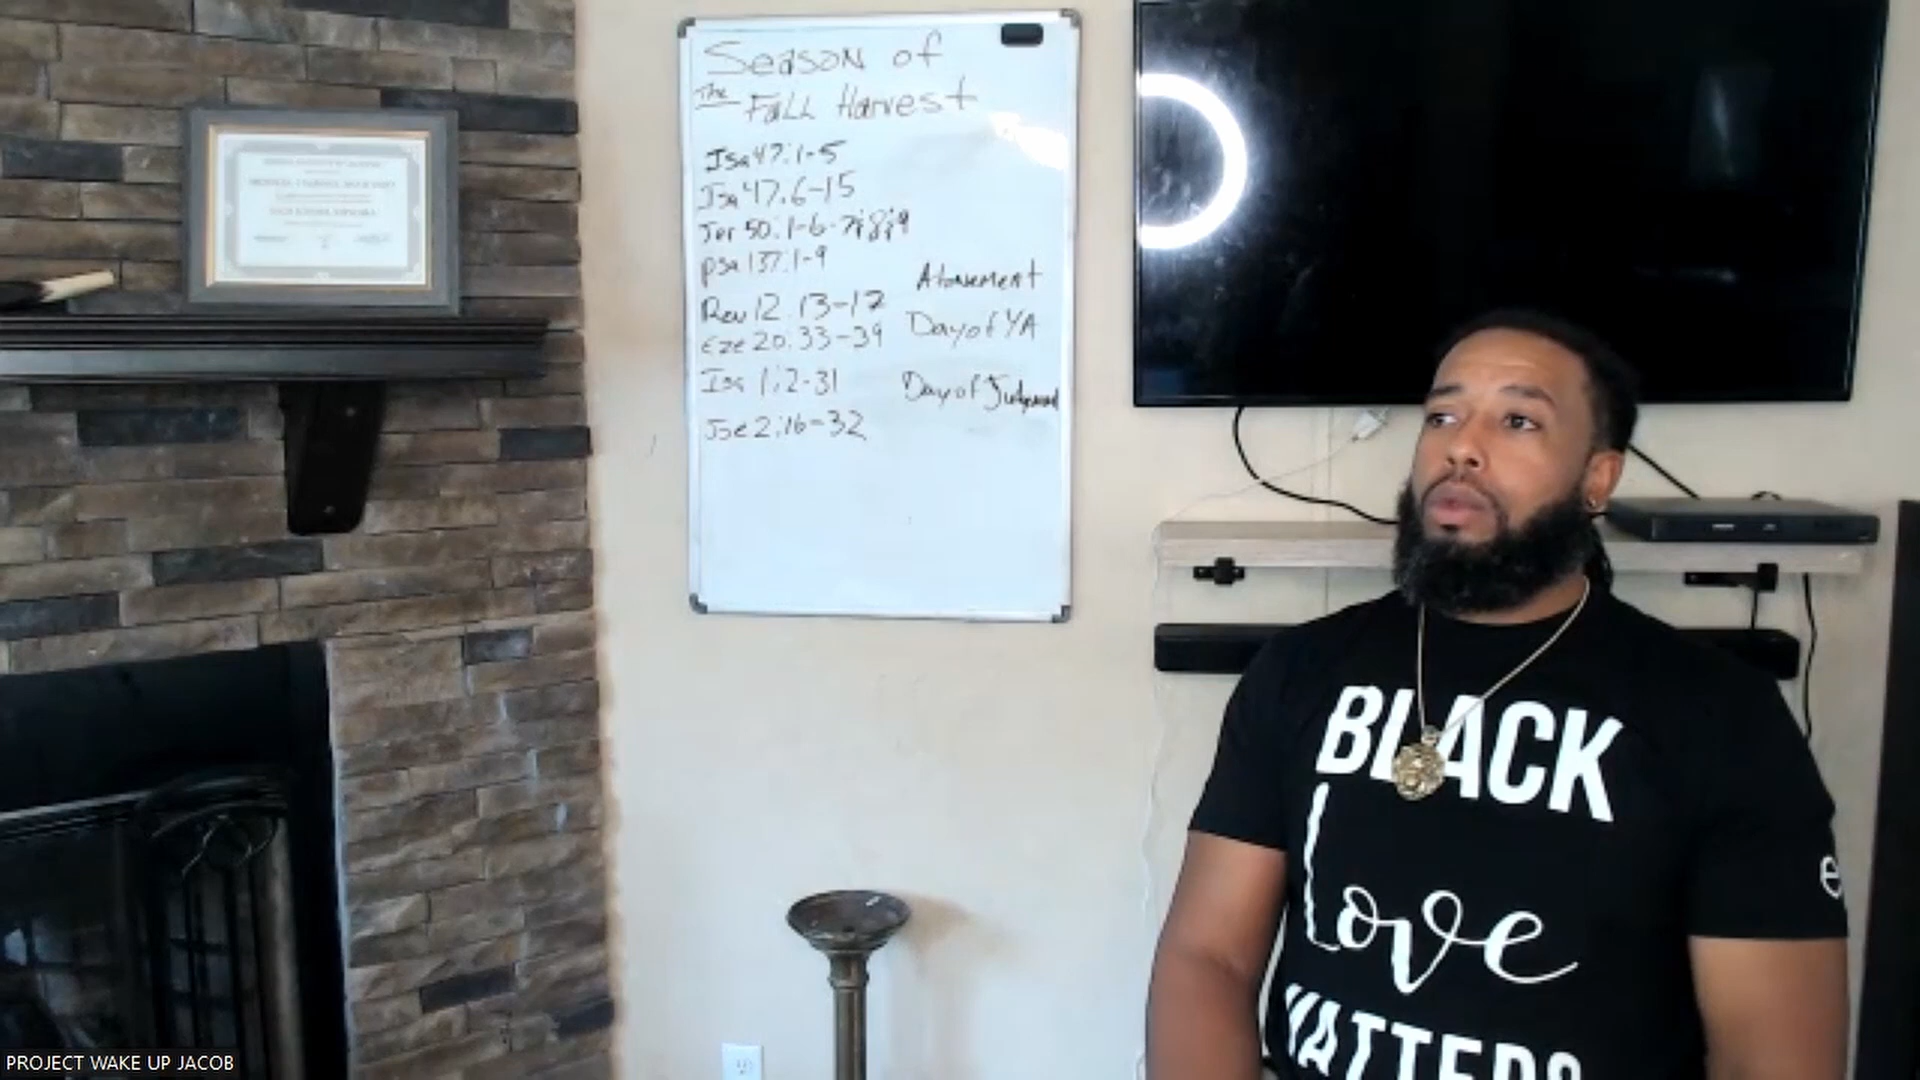 Season of
The Fall Harvest
Isa 47:1-5
Isa 47:6-15
Jer 50:1-6-7;8;9
Psa 137:1-9
Rev 12:13-17
Eze 20:33-39
Isa 1:2-31
Joe 2:16-32
Atonement
Day of YA
Day of Judgment
BLACK
Love
MATTERS
e
PROJECT WAKE UP JACOB